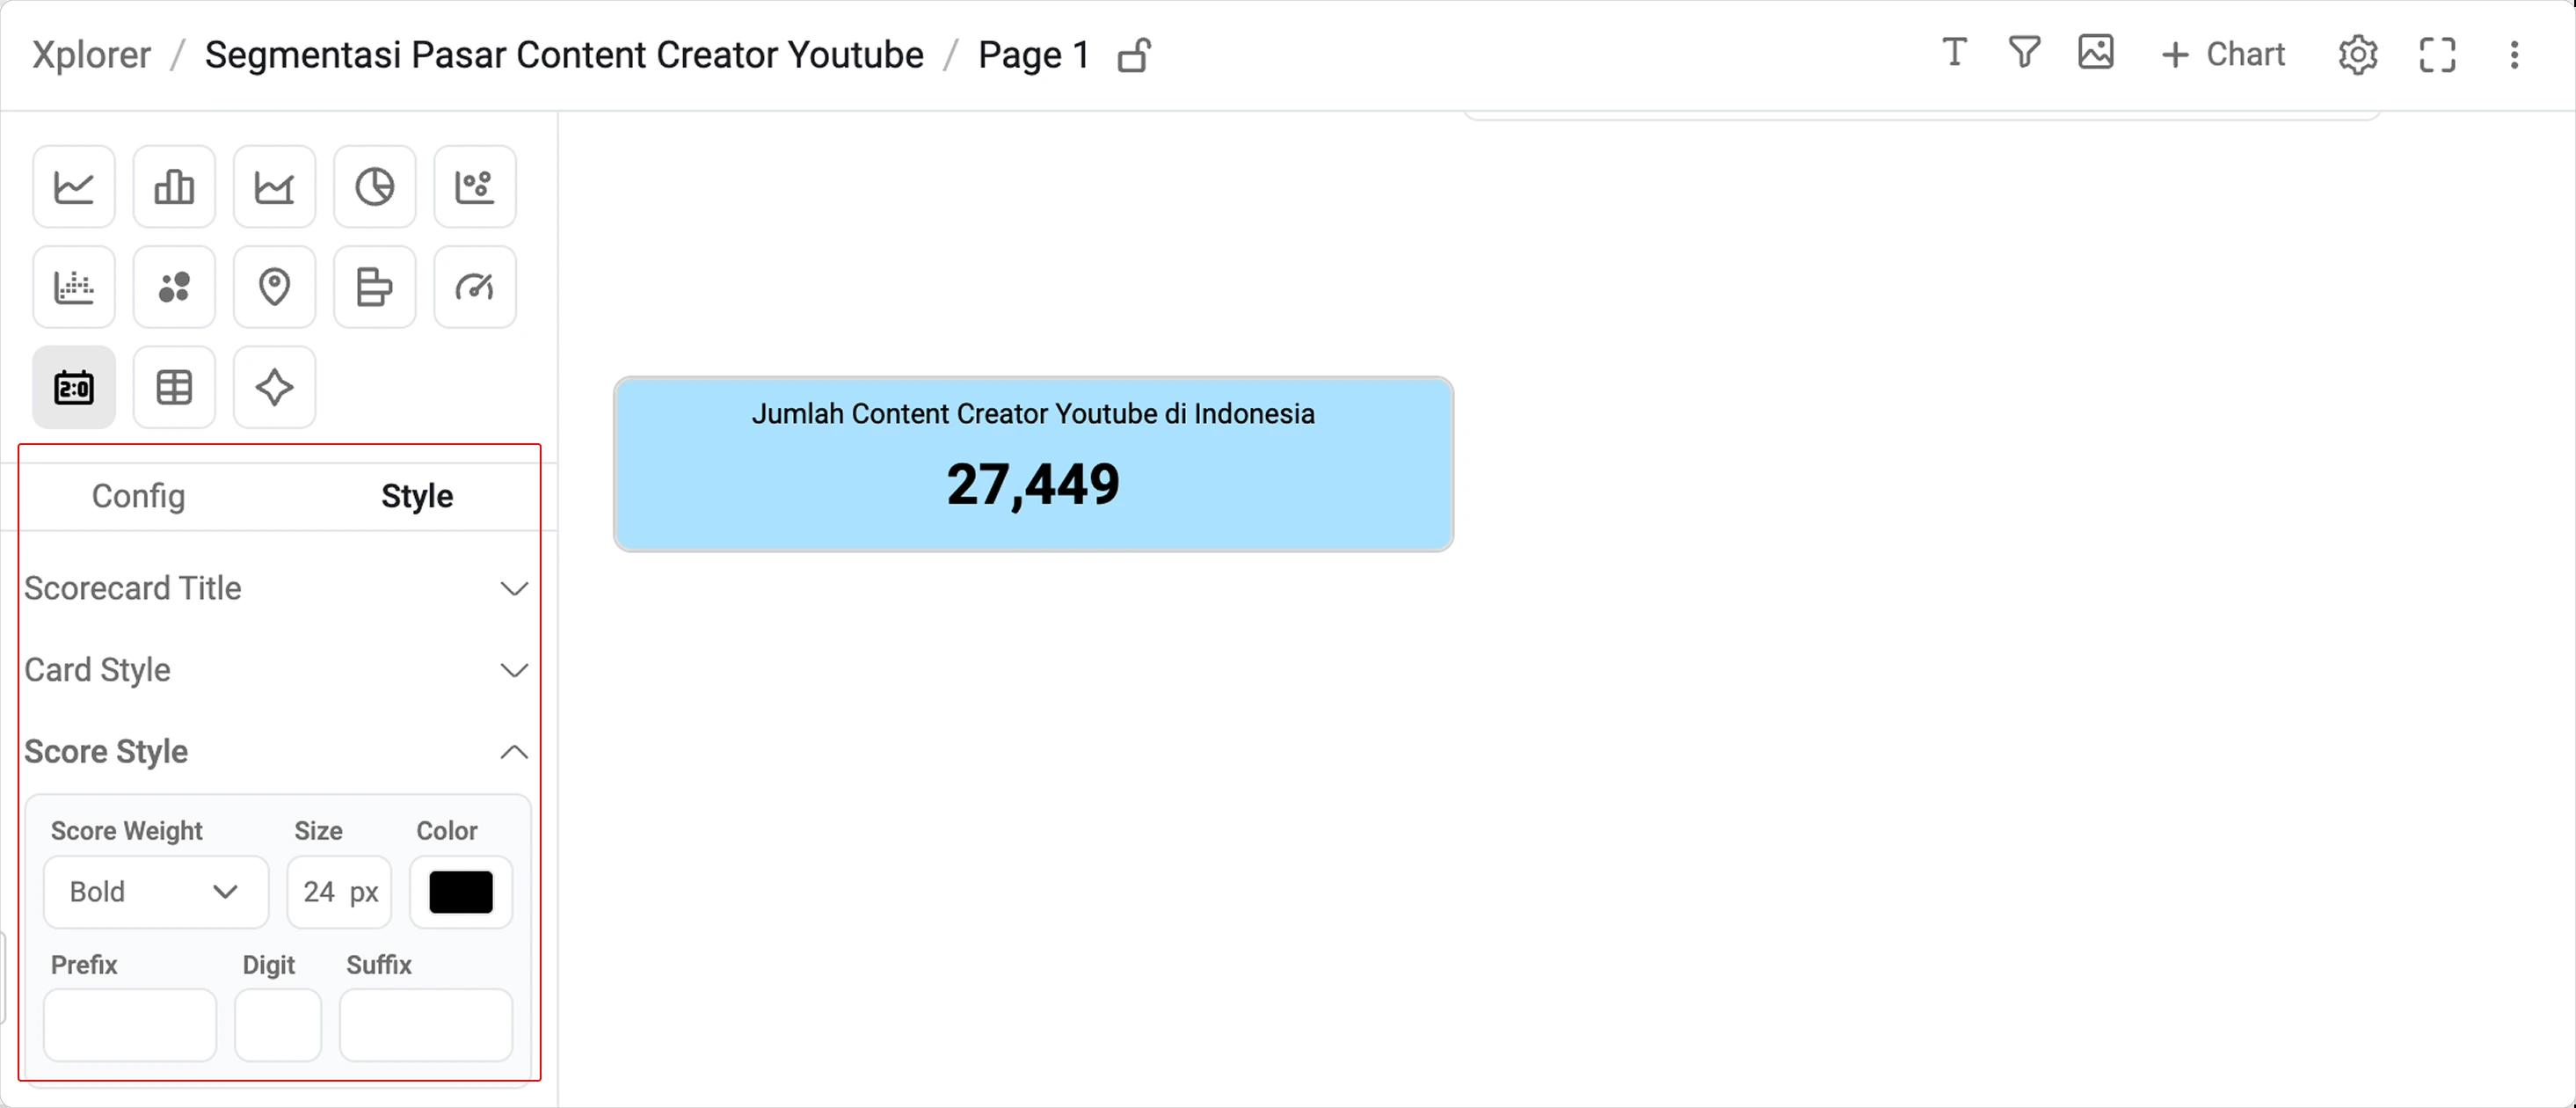 Xplorer / Segmentasi Pasar Content Creator Youtube / Page 1
+ Chart
2:0
Config Style
Scorecard Title
Card Style
Score Style
Score Weight Size Color
Bold 24 px
Prefix Digit Suffix
Jumlah Content Creator Youtube di Indonesia
27,449